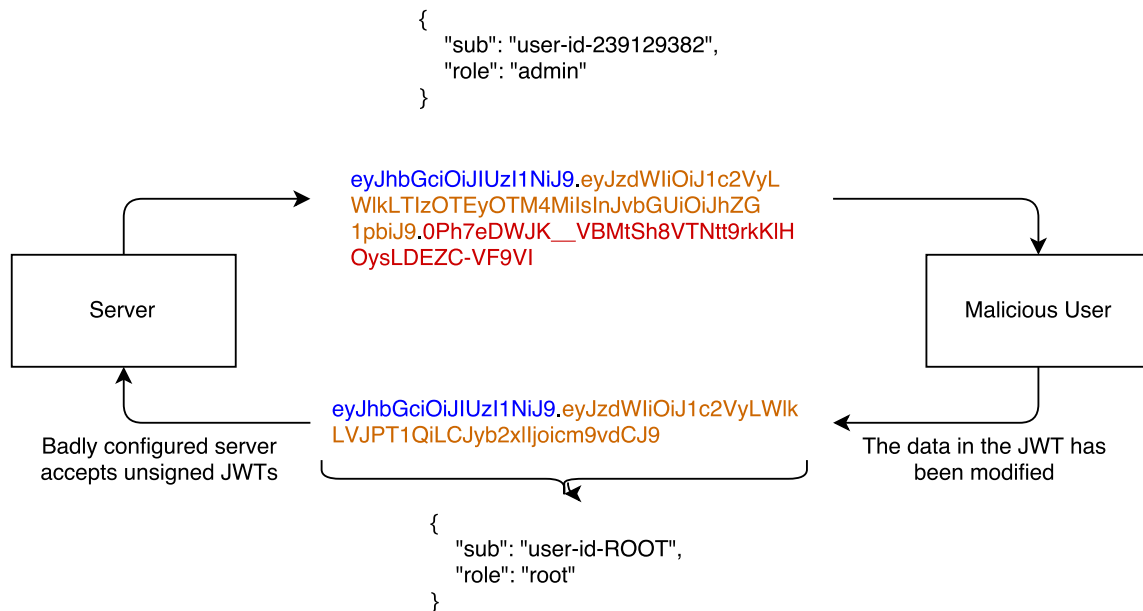 {
"sub": "user-id-239129382",
"role": "admin"
}
eyJhbGciOiJIUzI1NiJ9.eyJzdWIiOiJ1c2VyL
WlkLTIzOTEyOTM4MiIsInJvbGUiOiJhZG
1pbiJ9.0Ph7eDWJK__VBMtSh8VTNtt9rkKlH
OysLDEZC-VF9VI
Server
Malicious User
eyJhbGciOiJIUzI1NiJ9.eyJzdWIiOiJ1c2VyLWlk
LVJPT1QiLCJyb2xlIjoicm9vdCJ9
Badly configured server
accepts unsigned JWTs
The data in the JWT has
been modified
{
"sub": "user-id-ROOT",
"role": "root"
}